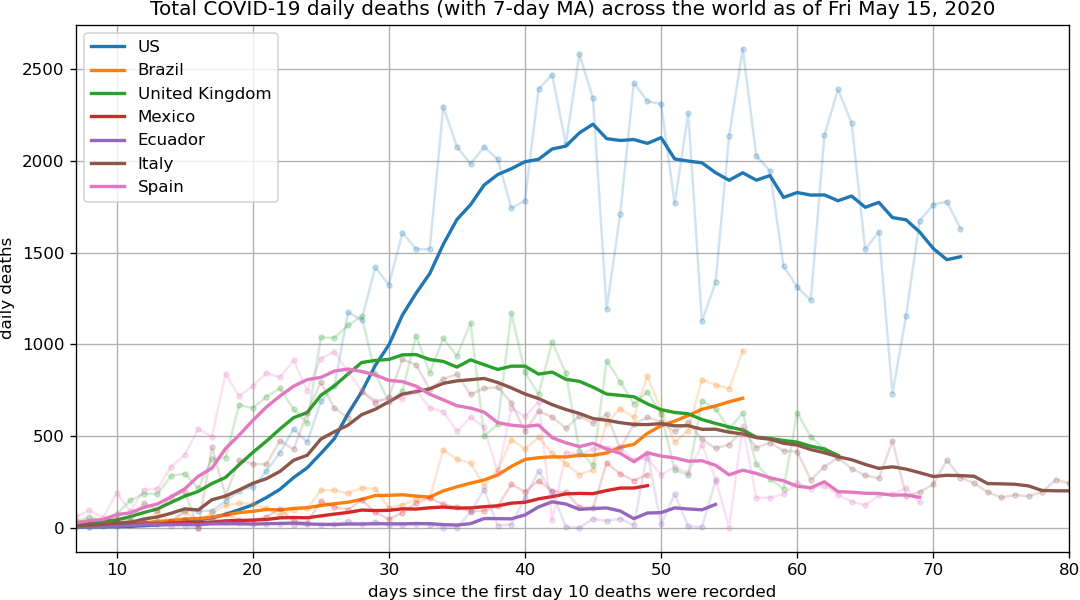 Total COVID-19 daily deaths (with 7-day MA) across the world as of Fri May 15, 2020
US
Brazil
United Kingdom
Mexico
Ecuador
Italy
Spain
2500
2000
1500
1000
500
0
daily deaths
10 20 30 40 50 60 70 80
days since the first day 10 deaths were recorded